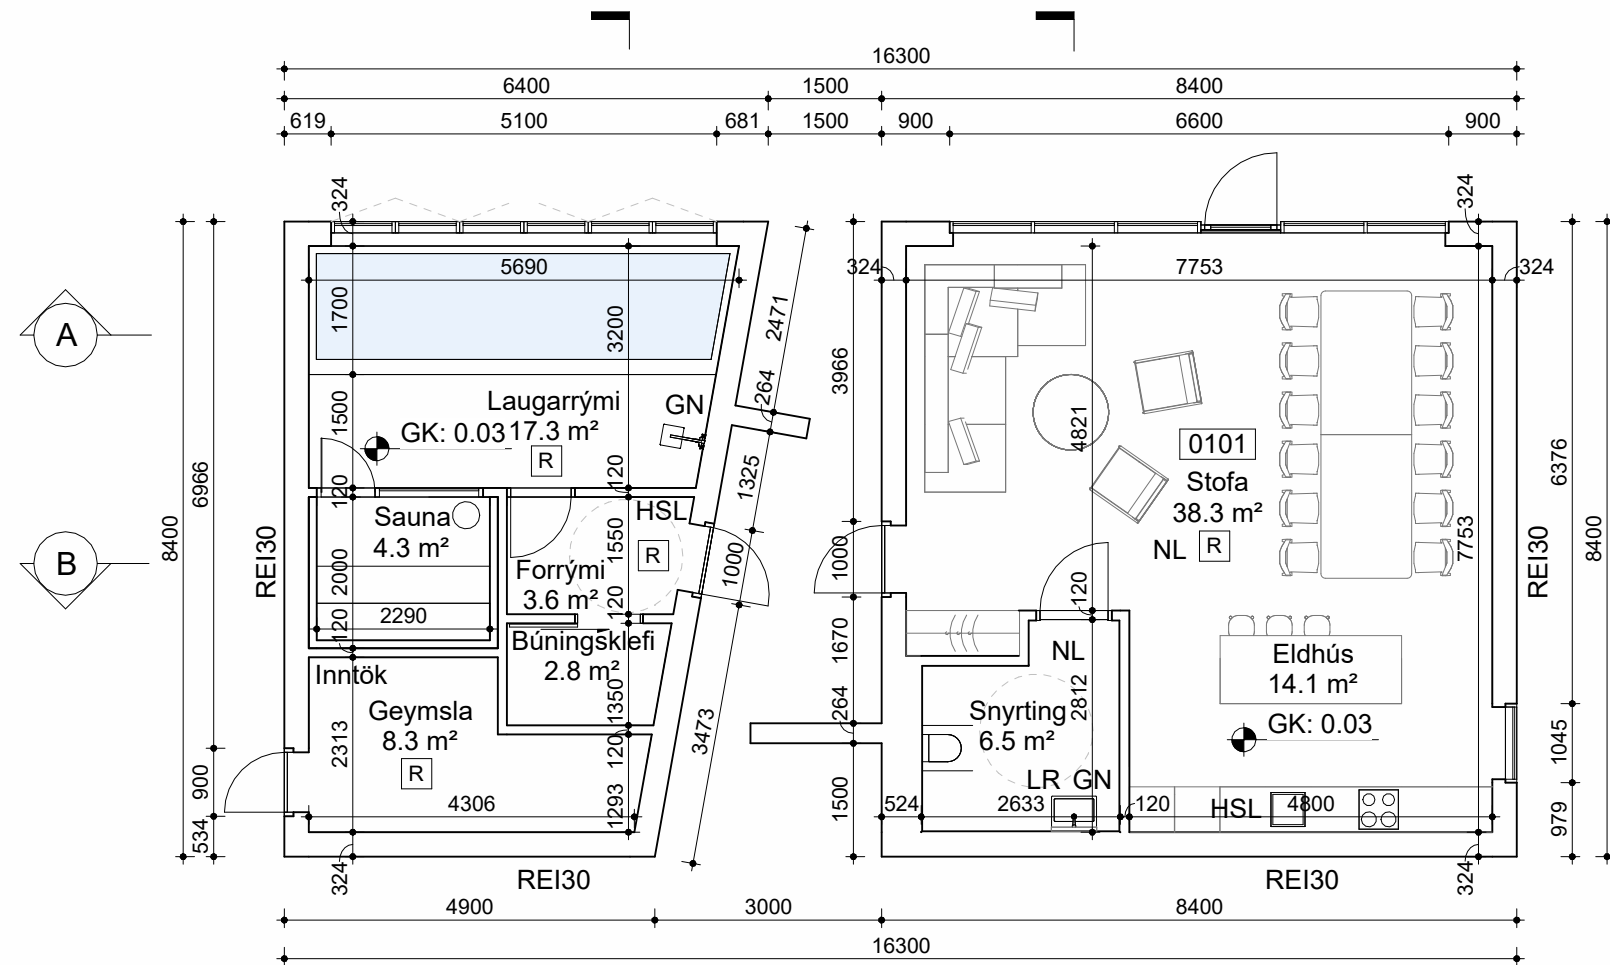 16300
6400 1500 8400
619 5100 681 1500 900 6600 900
324 324
5690 324 7753 324
1700 3200 2471
A
3966
264
1500 Laugarrými GN 4821
GK: 0.03 17.3 m² 0101
R Stofa
38.3 m²
NL R
6966 8400 120 120 1325 6376
Sauna HSL
4.3 m²
B REI30 2000 1550 R 1000 1000 7753 REI30 8400
Forrými
3.6 m²
120 120 120
2290
Búningsklefi
2.8 m²
1670 NL Eldhús
14.1 m²
Inntök
Geymsla 1350 Snyrting 2812 GK: 0.03
8.3 m² 3473 264 6.5 m²
2313 R 120 1045
900 LR GN
4306 1293 1500 524 2633 120 HSL 4800
534 979
324 324
REI30 REI30
4900 3000 8400
16300